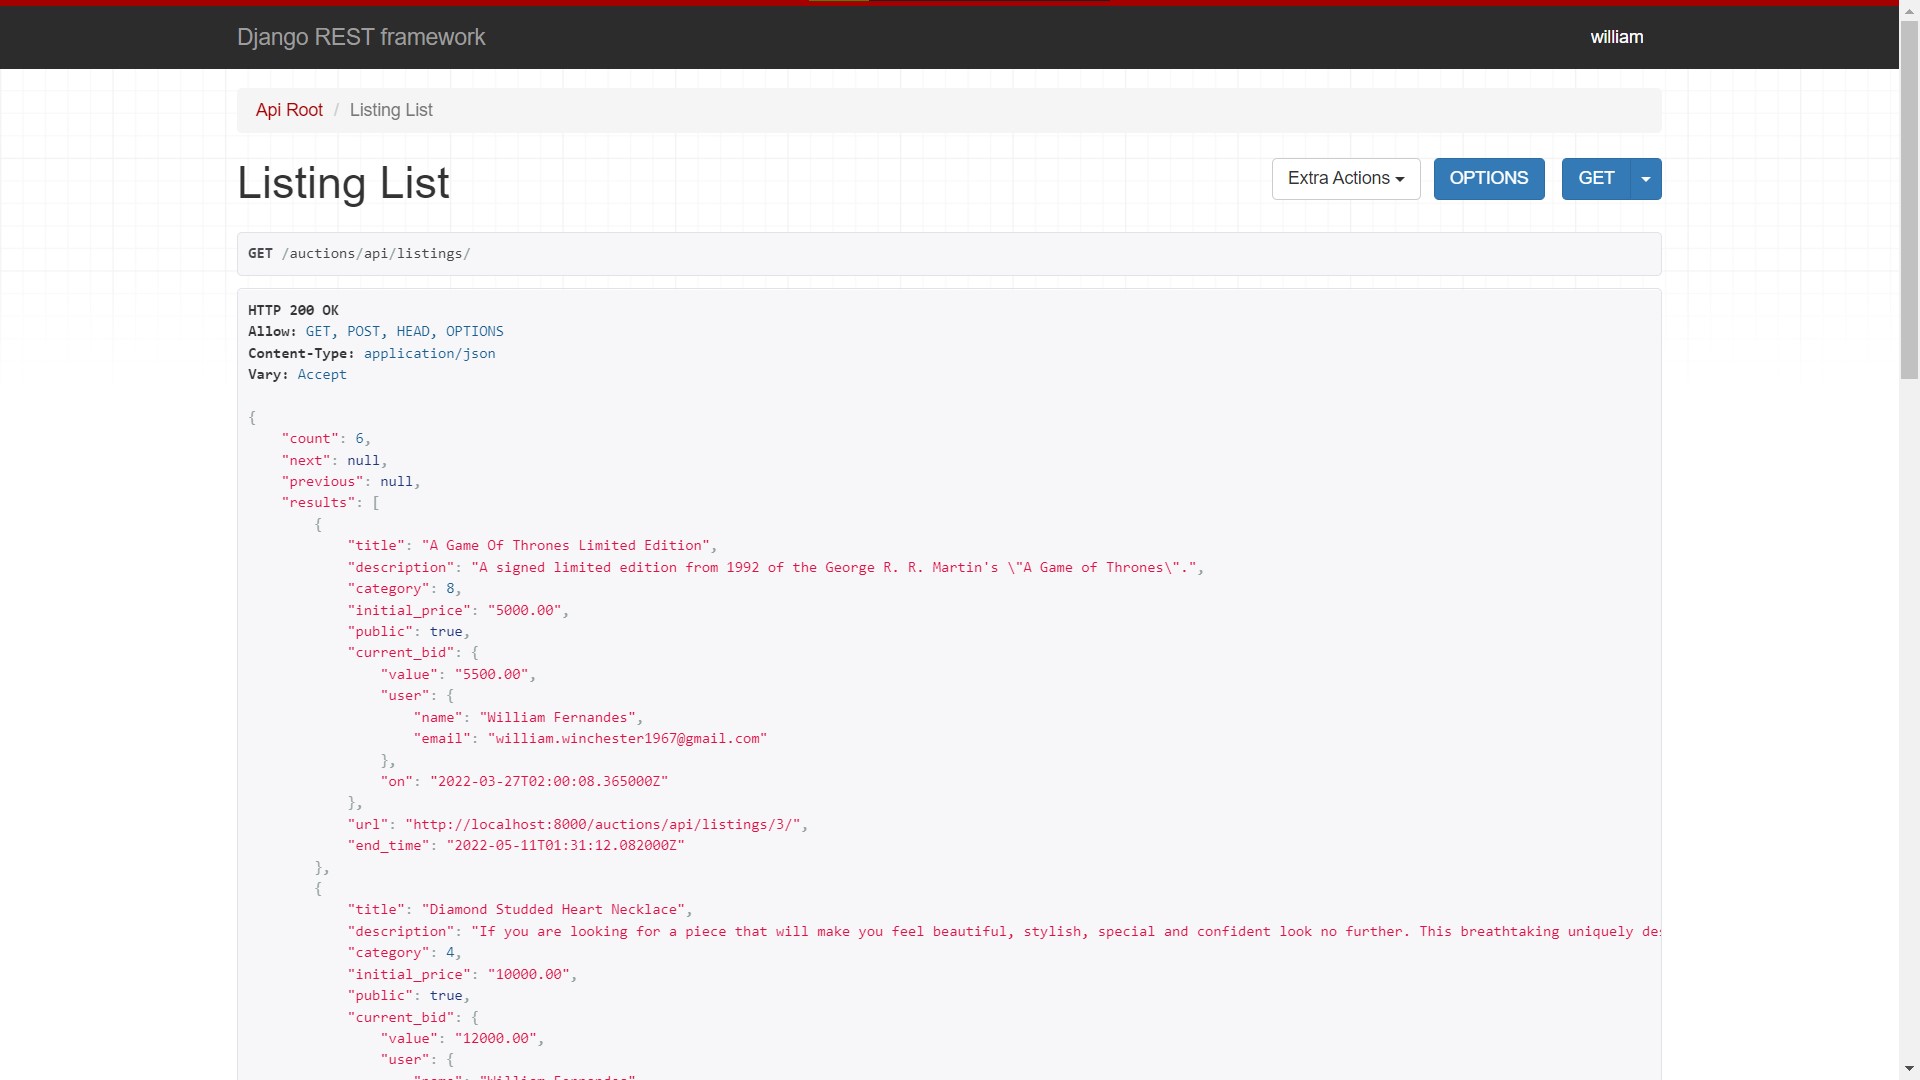 Django REST framework
william
Api Root / Listing List
Listing List
Extra Actions
OPTIONS
GET
GET /auctions/api/listings/
HTTP 200 OK
Allow: GET, POST, HEAD, OPTIONS
Content-Type: application/json
Vary: Accept
{
"count": 6,
"next": null,
"previous": null,
"results": [
{
"title": "A Game Of Thrones Limited Edition",
"description": "A signed limited edition from 1992 of the George R. R. Martin's \"A Game of Thrones\".",
"category": 8,
"initial_price": "5000.00",
"public": true,
"current_bid": {
"value": "5500.00",
"user": {
"name": "William Fernandes",
"email": "william.winchester1967@gmail.com"
},
"on": "2022-03-27T02:00:08.365000Z"
},
"url": "http://localhost:8000/auctions/api/listings/3/",
"end_time": "2022-05-11T01:31:12.082000Z"
},
{
"title": "Diamond Studded Heart Necklace",
"description": "If you are looking for a piece that will make you feel beautiful, stylish, special and confident look no further. This breathtaking uniquely
"category": 4,
"initial_price": "10000.00",
"public": true,
"current_bid": {
"value": "12000.00",
"user": {
"name": "William Fernandes"